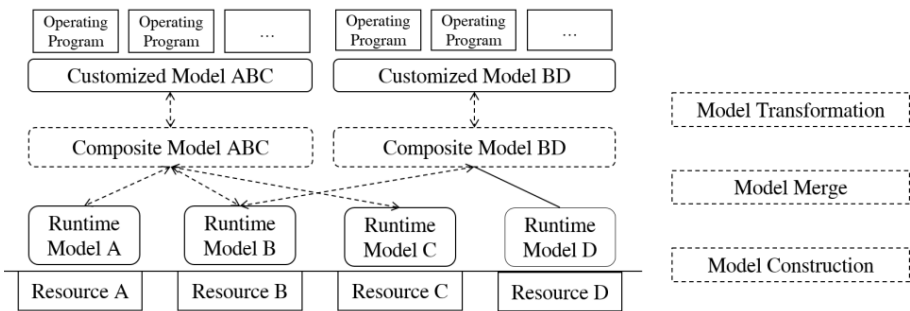 Operating
Program
Operating
Program
...
Operating
Program
Operating
Program
...
Customized Model ABC
Customized Model BD
Model Transformation
Composite Model ABC
Composite Model BD
Model Merge
Runtime
Model A
Runtime
Model B
Runtime
Model C
Runtime
Model D
Model Construction
Resource A
Resource B
Resource C
Resource D